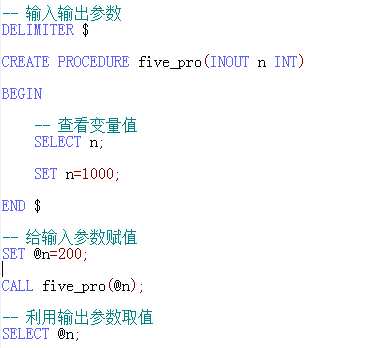 -- 输入输出参数
DELIMITER $
CREATE PROCEDURE five_pro(INOUT n INT)
BEGIN
-- 查看变量值
SELECT n;
SET n=1000;
END $
-- 给输入参数赋值
SET @n=200;
CALL five_pro(@n);
-- 利用输出参数取值
SELECT @n;